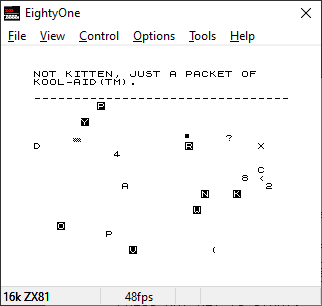 EightyOne
File View Control Options Tools Help
NOT KITTEN, JUST A PACKET OF
KOOL-AID(TM).
--------------------------------
P
Y
?
D R X
4
C
8 <
A 2
N K
O
P
U (
16k ZX81 48fps